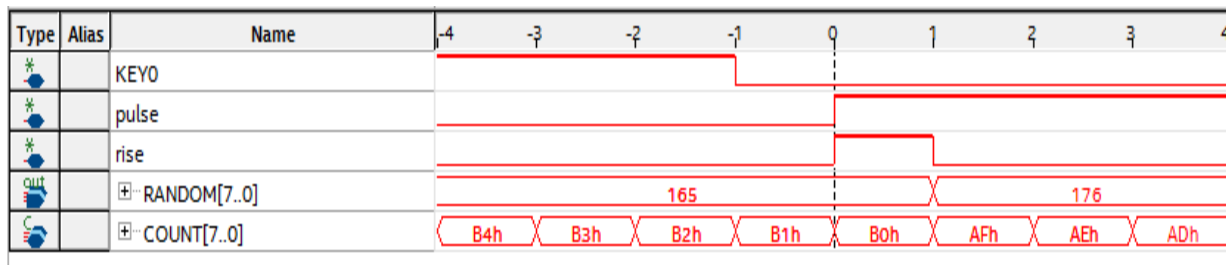 Type Alias Name -4 -3 -2 -1 0 1 2 3 4
KEY0
pulse
rise
out RANDOM[7..0] 165 176
C COUNT[7..0] B4h B3h B2h B1h B0h AFh AEh ADh